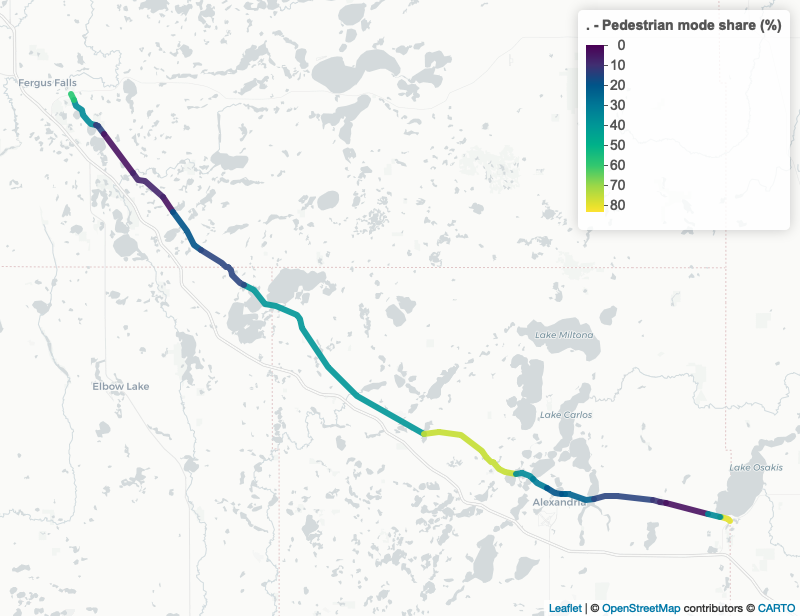 . - Pedestrian mode share (%)
0
10
20
30
40
50
60
70
80
Fergus Falls
Lake Miltona
Elbow Lake
Lake Carlos
Lake Osakis
Alexandria
Leaflet | © OpenStreetMap contributors © CARTO